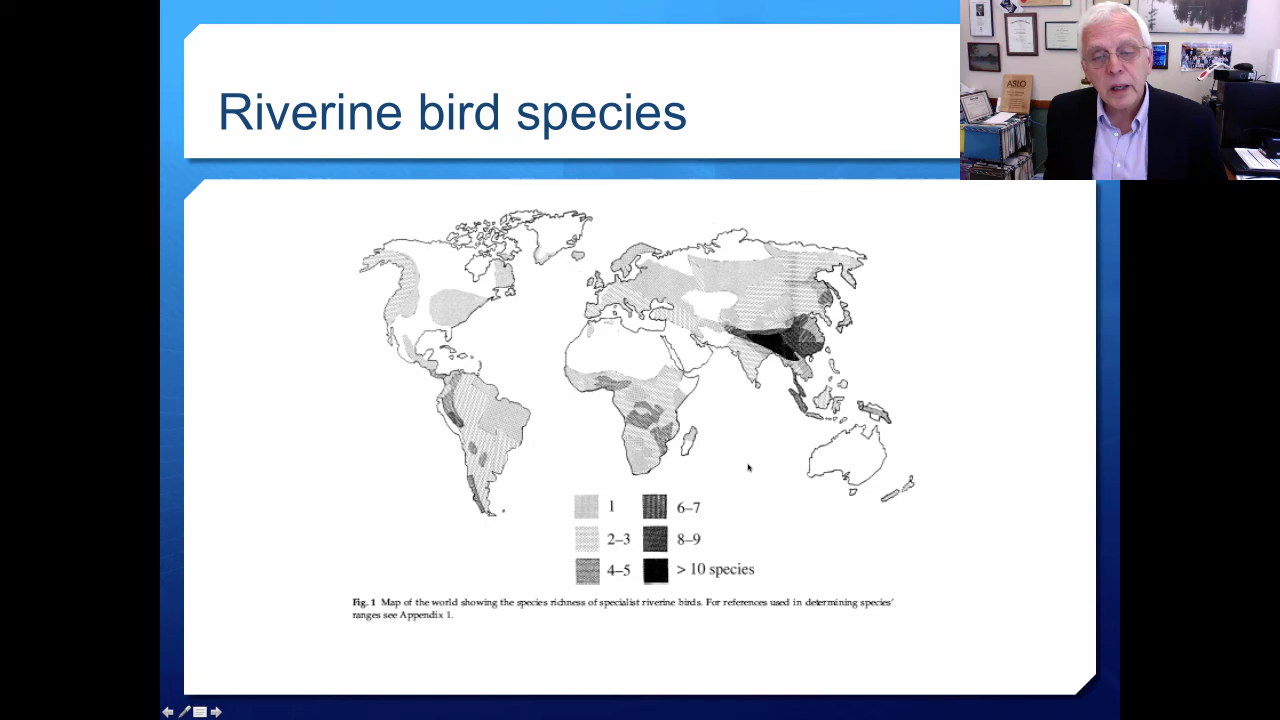 Riverine bird species
ASLO
1
6–7
2–3
8–9
4–5
> 10 species
Fig. 1 Map of the world showing the species richness of specialist riverine birds. For references used in determining species'
ranges see Appendix 1.